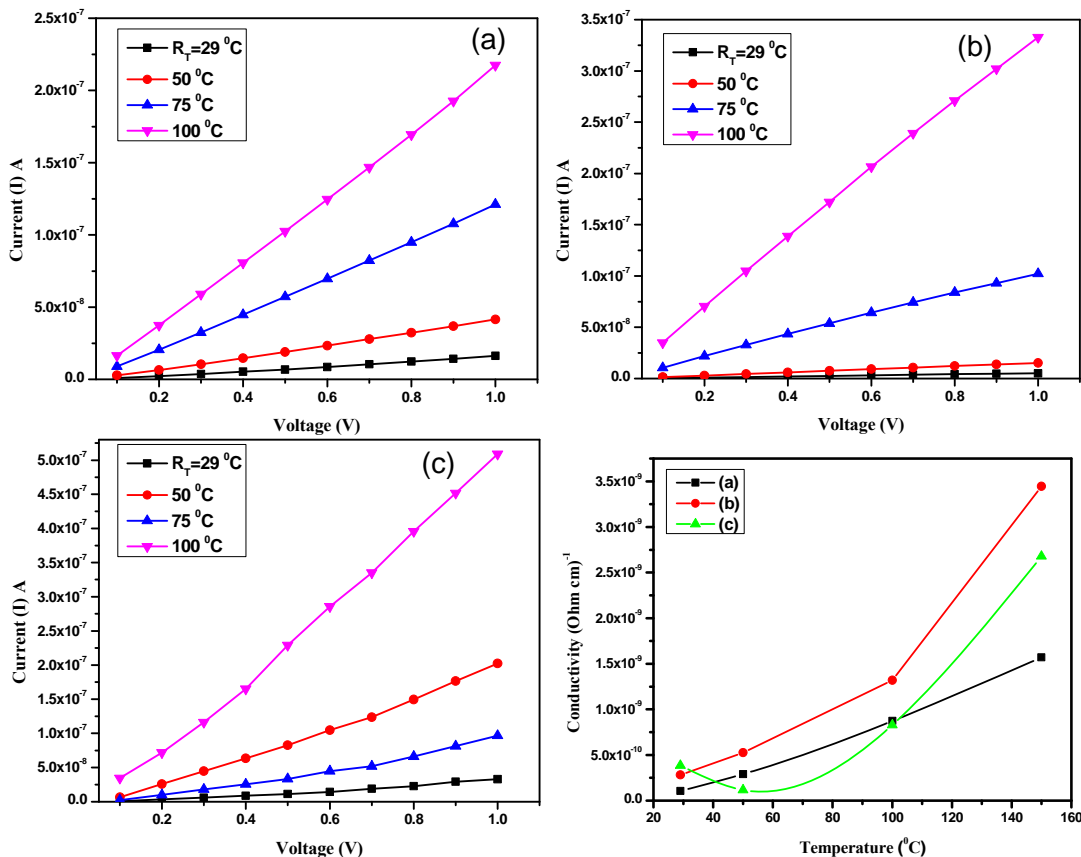 (a)
R_T=29 ⁰C
50 ⁰C
75 ⁰C
100 ⁰C
2.5x10⁻⁷
2.0x10⁻⁷
1.5x10⁻⁷
1.0x10⁻⁷
5.0x10⁻⁸
0.0
Current (I) A
0.2 0.4 0.6 0.8 1.0
Voltage (V)
(b)
R_T=29 ⁰C
50 ⁰C
75 ⁰C
100 ⁰C
3.5x10⁻⁷
3.0x10⁻⁷
2.5x10⁻⁷
2.0x10⁻⁷
1.5x10⁻⁷
1.0x10⁻⁷
5.0x10⁻⁸
0.0
Current (I) A
0.2 0.4 0.6 0.8 1.0
Voltage (V)
(c)
R_T=29 ⁰C
50 ⁰C
75 ⁰C
100 ⁰C
5.0x10⁻⁷
4.5x10⁻⁷
4.0x10⁻⁷
3.5x10⁻⁷
3.0x10⁻⁷
2.5x10⁻⁷
2.0x10⁻⁷
1.5x10⁻⁷
1.0x10⁻⁷
5.0x10⁻⁸
0.0
Current (I) A
0.2 0.4 0.6 0.8 1.0
Voltage (V)
(a)
(b)
(c)
3.5x10⁻⁹
3.0x10⁻⁹
2.5x10⁻⁹
2.0x10⁻⁹
1.5x10⁻⁹
1.0x10⁻⁹
5.0x10⁻¹⁰
0.0
Conductivity (Ohm cm)⁻¹
20 40 60 80 100 120 140 160
Temperature (⁰C)